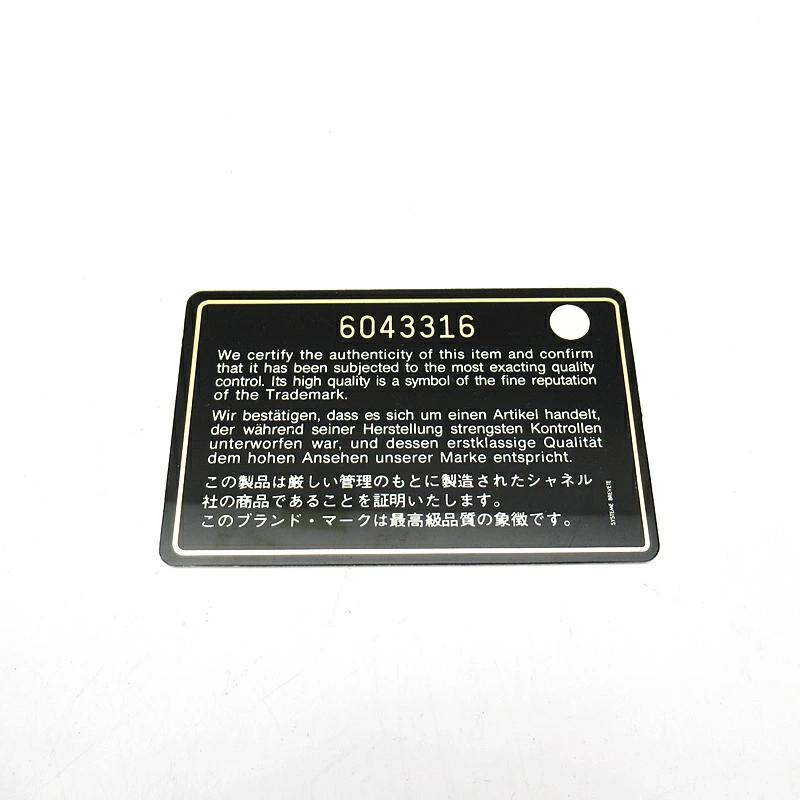 6043316
We certify the authenticity of this item and confirm
that it has been subjected to the most exacting quality
control. Its high quality is a symbol of the fine reputation
of the Trademark.
Wir bestätigen, dass es sich um einen Artikel handelt,
der während seiner Herstellung strengsten Kontrollen
unterworfen war, und dessen erstklassige Qualität
dem hohen Ansehen unserer Marke entspricht.
この製品は厳しい管理のもとに製造されたシャネル
社の商品であることを証明いたします。
このブランド・マークは最高級品質の象徴です。
SYSTEME BREVETE